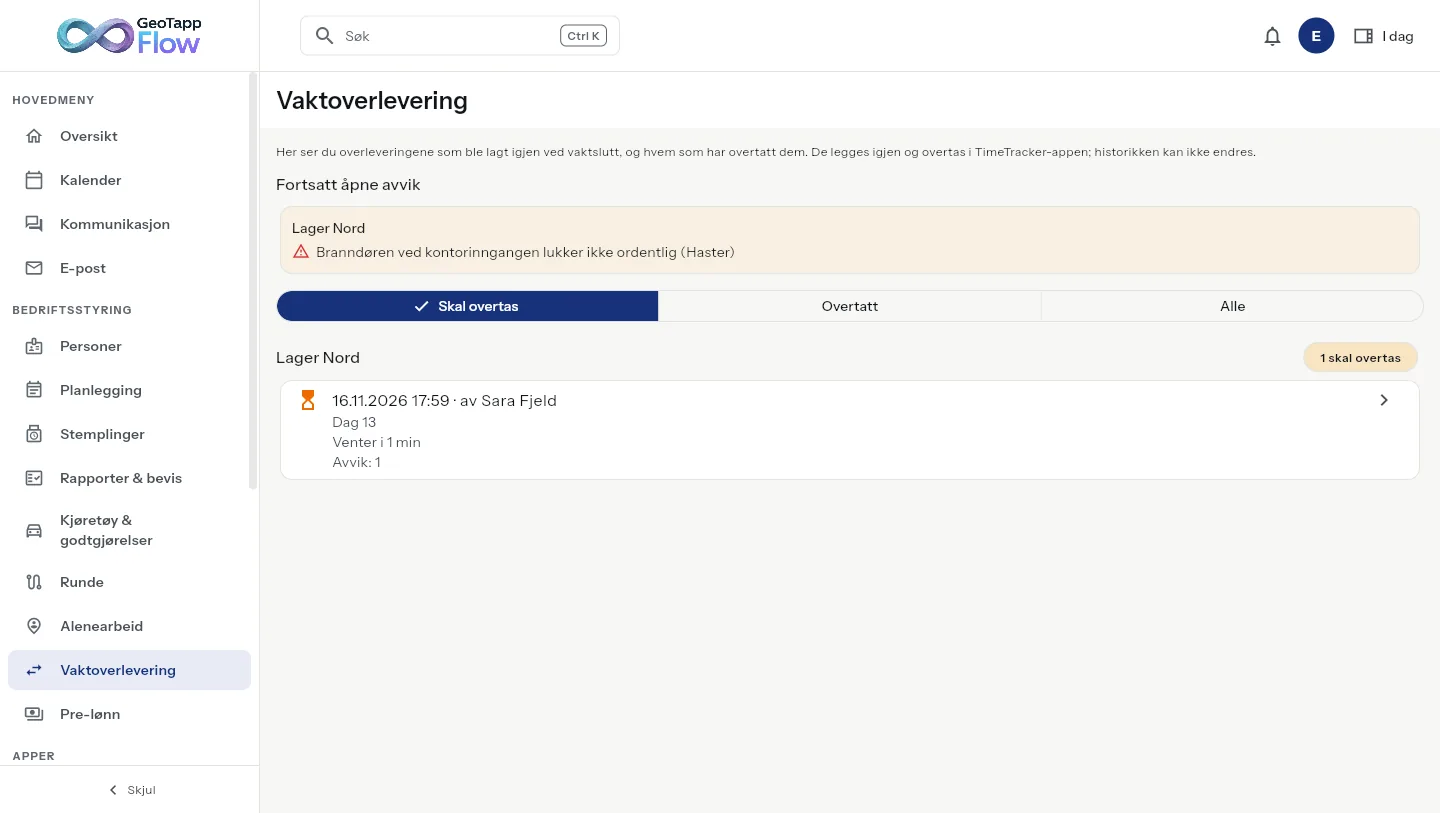 GeoTapp
Flow
Søk
Ctrl K
E
I dag
HOVEDMENY
Oversikt
Kalender
Kommunikasjon
E-post
BEDRIFTSSTYRING
Personer
Planlegging
Stemplinger
Rapporter & bevis
Kjøretøy &
godtgjørelser
Runde
Alenearbeid
Vaktoverlevering
Pre-lønn
APPER
Skjul
Vaktoverlevering
Her ser du overleveringene som ble lagt igjen ved vaktslutt, og hvem som har overtatt dem. De legges igjen og overtas i TimeTracker-appen; historikken kan ikke endres.
Fortsatt åpne avvik
Lager Nord
Branndøren ved kontorinngangen lukker ikke ordentlig (Haster)
Skal overtas
Overtatt
Alle
Lager Nord
1 skal overtas
16.11.2026 17:59 · av Sara Fjeld
Dag 13
Venter i 1 min
Avvik: 1